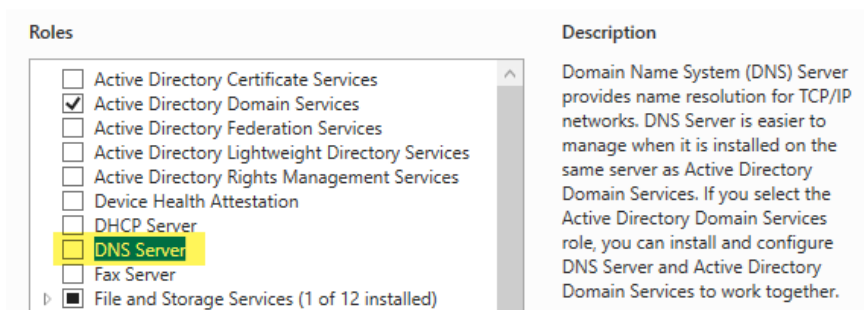 Roles
Active Directory Certificate Services
Active Directory Domain Services
Active Directory Federation Services
Active Directory Lightweight Directory Services
Active Directory Rights Management Services
Device Health Attestation
DHCP Server
DNS Server
Fax Server
File and Storage Services (1 of 12 installed)
Description
Domain Name System (DNS) Server
provides name resolution for TCP/IP
networks. DNS Server is easier to
manage when it is installed on the
same server as Active Directory
Domain Services. If you select the
Active Directory Domain Services
role, you can install and configure
DNS Server and Active Directory
Domain Services to work together.